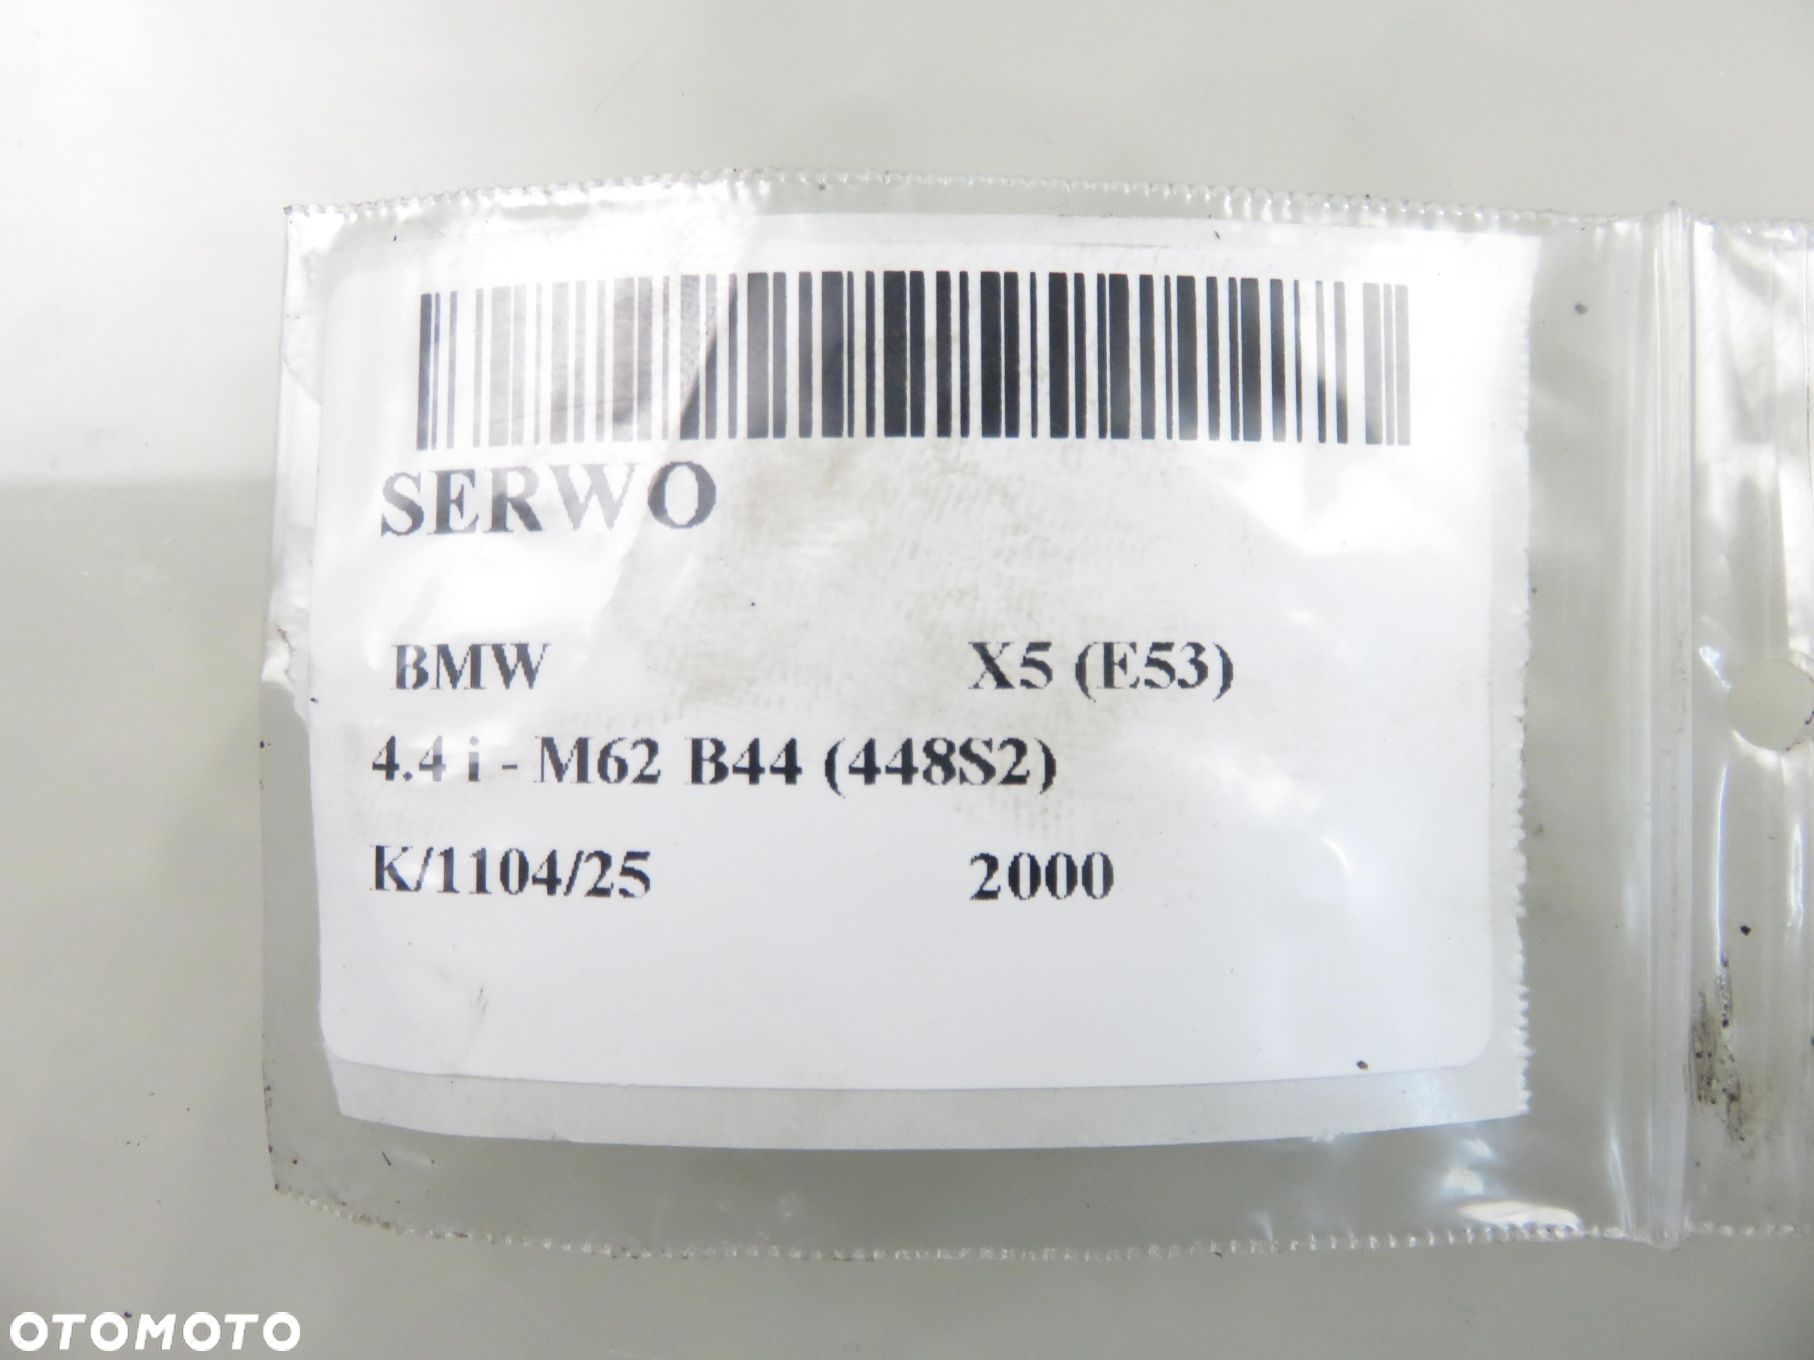 SERWO
BMW X5 (E53)
4.4 i - M62 B44 (448S2)
K/1104/25 2000
OTOMOTO